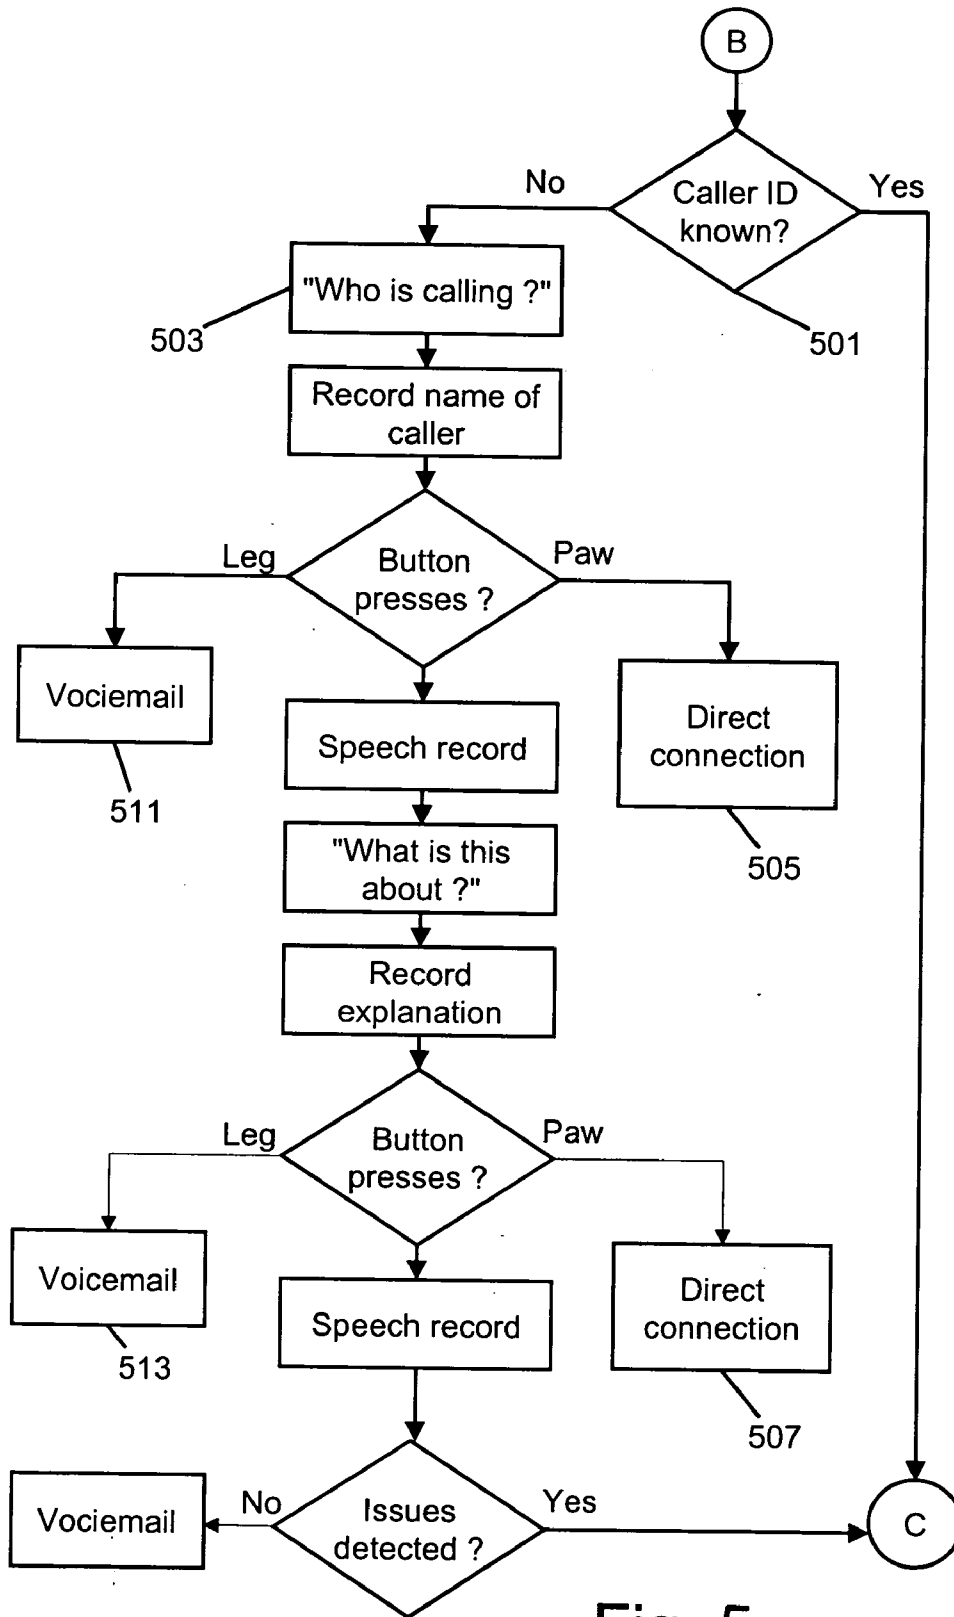 B
Caller ID
known?
No
Yes
"Who is calling ?"
503
501
Record name of
caller
Button
presses ?
Leg
Paw
Vociemail
511
Direct
connection
505
Speech record
"What is this
about ?"
Record
explanation
Button
presses ?
Leg
Paw
Voicemail
513
Direct
connection
507
Speech record
Issues
detected ?
No
Yes
Vociemail
C
Fig. 5